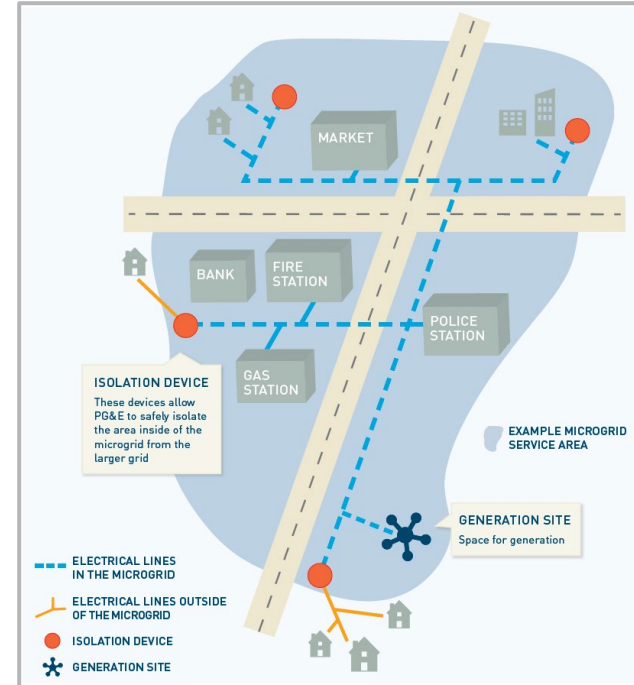 MARKET
BANK
FIRE
STATION
POLICE
STATION
GAS
STATION
ISOLATION DEVICE
These devices allow
PG&E to safely isolate
the area inside of the
microgrid from the
larger grid
EXAMPLE MICROGRID
SERVICE AREA
GENERATION SITE
Space for generation
ELECTRICAL LINES
IN THE MICROGRID
ELECTRICAL LINES OUTSIDE
OF THE MICROGRID
ISOLATION DEVICE
GENERATION SITE